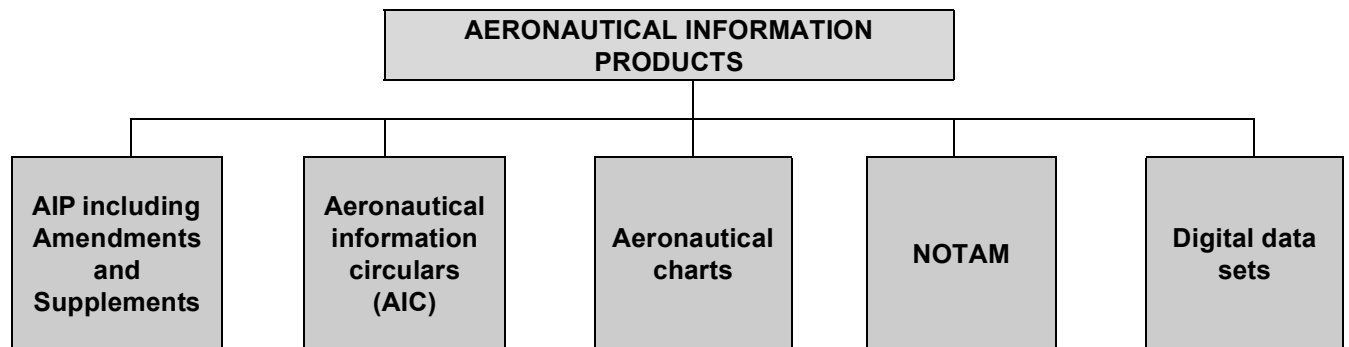 AERONAUTICAL INFORMATION
PRODUCTS
AIP including
Amendments
and
Supplements
Aeronautical
information
circulars
(AIC)
Aeronautical
charts
NOTAM
Digital data
sets